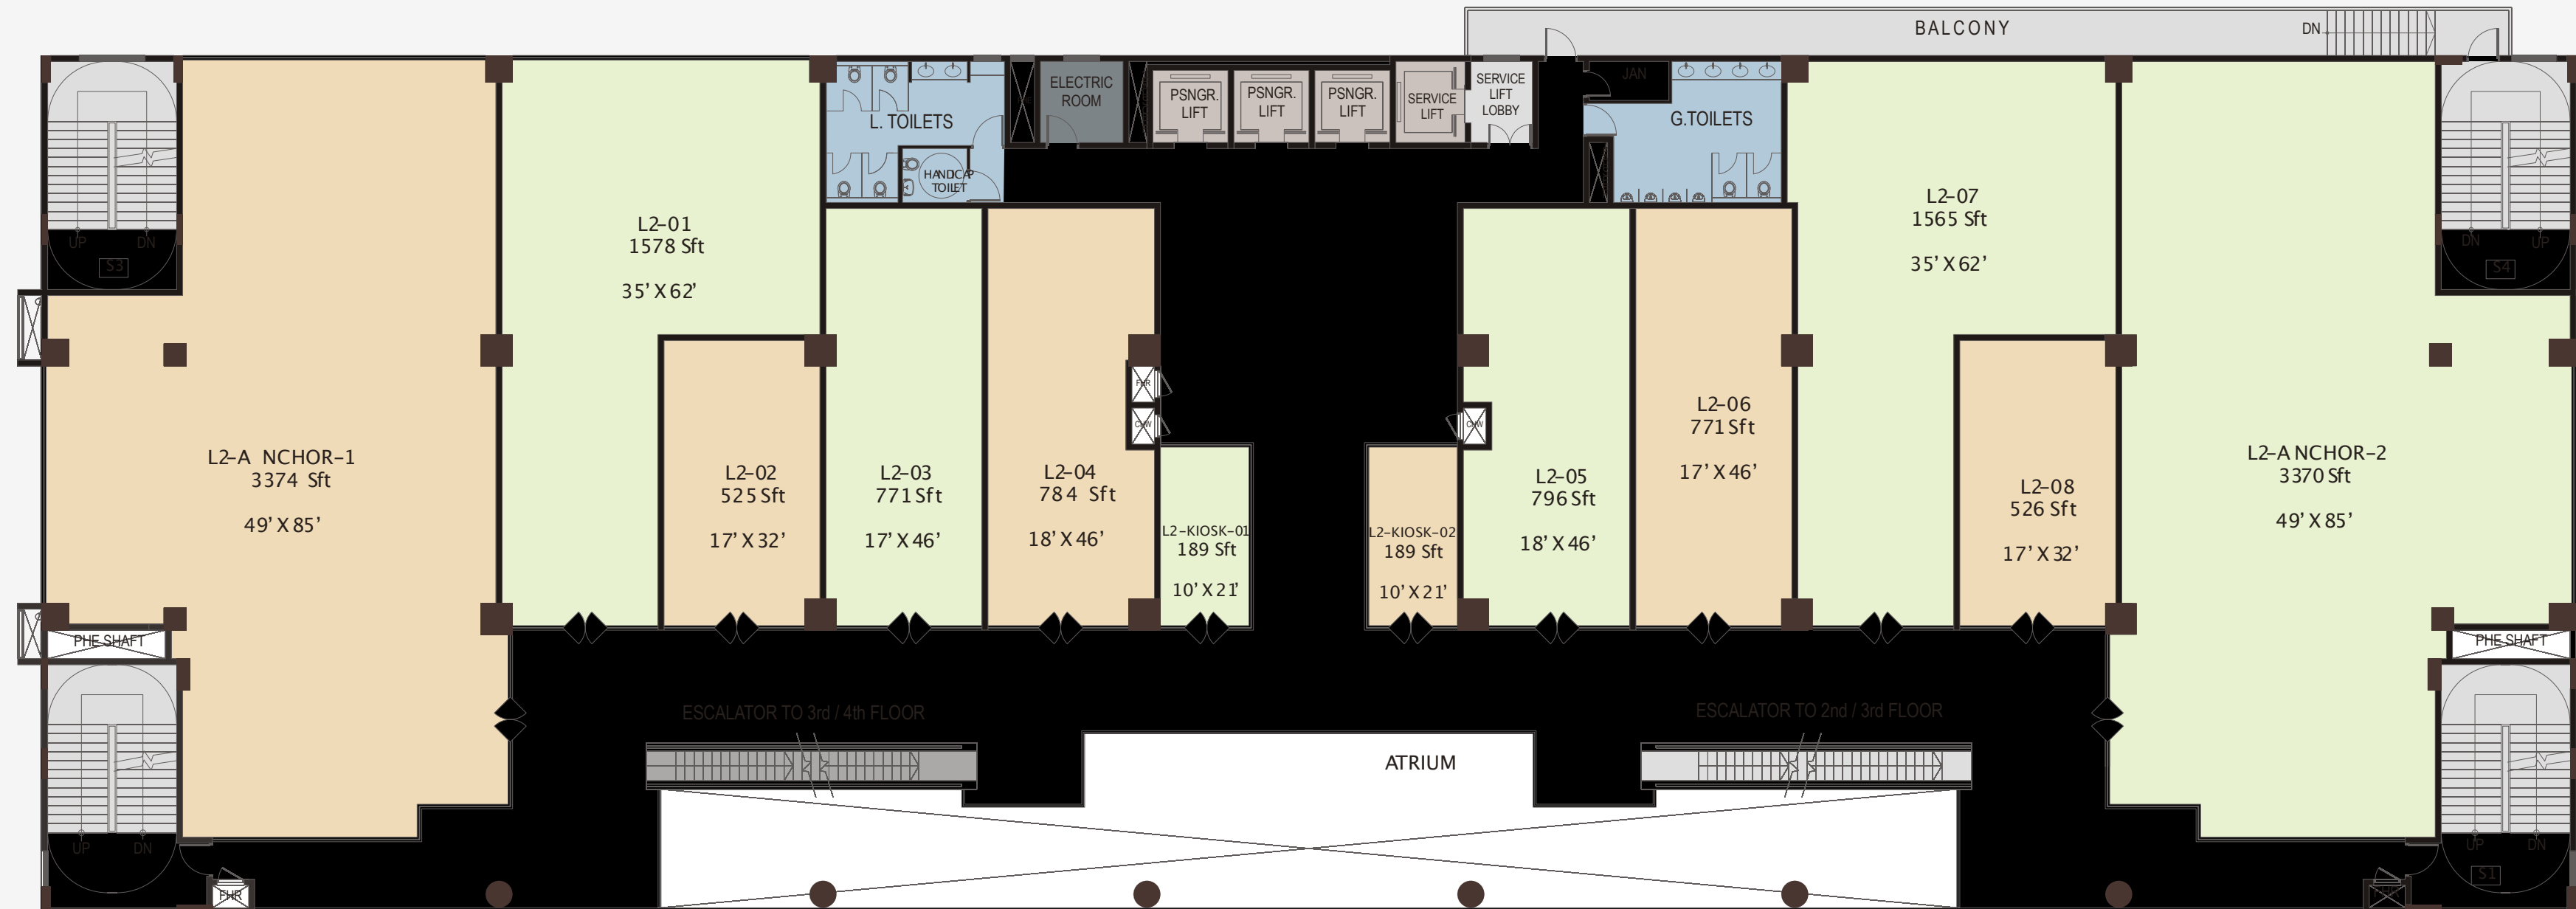 BALCONY
DN
ELECTRIC
ROOM
PSNGR.
LIFT
PSNGR.
LIFT
PSNGR.
LIFT
SERVICE
LIFT
SERVICE
LIFT
LOBBY
JAN
L. TOILETS
G.TOILETS
HANDICAP
TOILET
L2-01
1578 Sft
35' X 62'
L2-07
1565 Sft
35' X 62'
UP
DN
S3
DN
UP
S4
FHR
CHW
CHW
L2-A NCHOR-1
3374 Sft
49' X 85'
L2-02
525 Sft
17' X 32'
L2-03
771 Sft
17' X 46'
L2-04
784 Sft
18' X 46'
L2-KIOSK-01
189 Sft
10' X 21'
L2-KIOSK-02
189 Sft
10' X 21'
L2-05
796 Sft
18' X 46'
L2-06
771 Sft
17' X 46'
L2-08
526 Sft
17' X 32'
L2-A NCHOR-2
3370 Sft
49' X 85'
PHE SHAFT
PHE SHAFT
ESCALATOR TO 3rd / 4th FLOOR
ESCALATOR TO 2nd / 3rd FLOOR
ATRIUM
UP
DN
UP
DN
S1
FHR
FHR